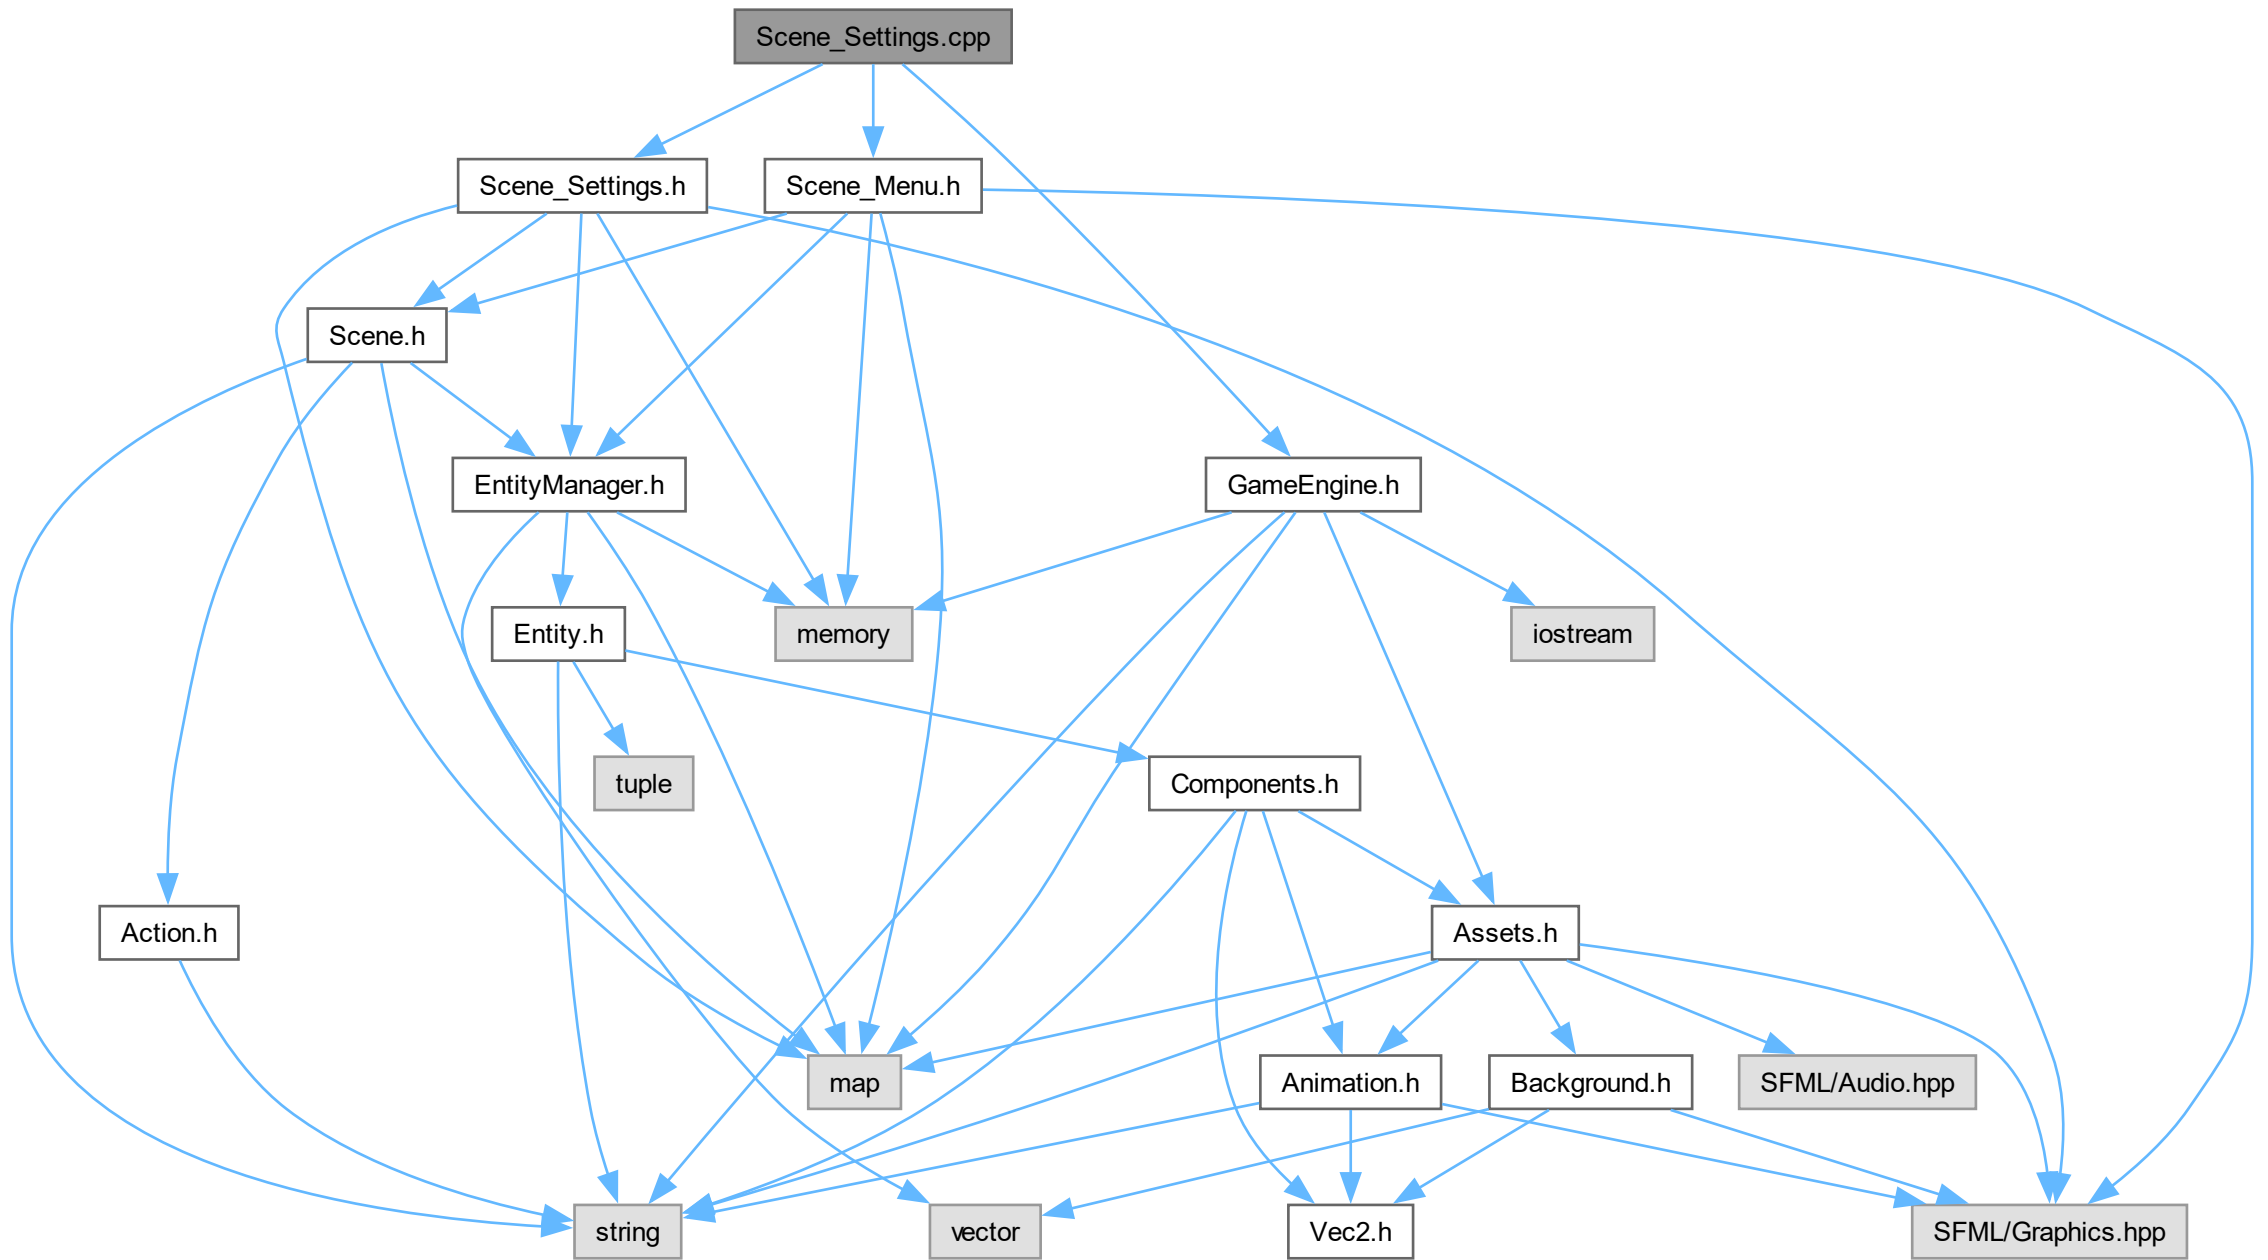 Scene_Settings.cpp
Scene_Settings.h
Scene_Menu.h
Scene.h
EntityManager.h
GameEngine.h
Entity.h
memory
iostream
tuple
Components.h
Action.h
Assets.h
map
Animation.h
Background.h
SFML/Audio.hpp
string
vector
Vec2.h
SFML/Graphics.hpp